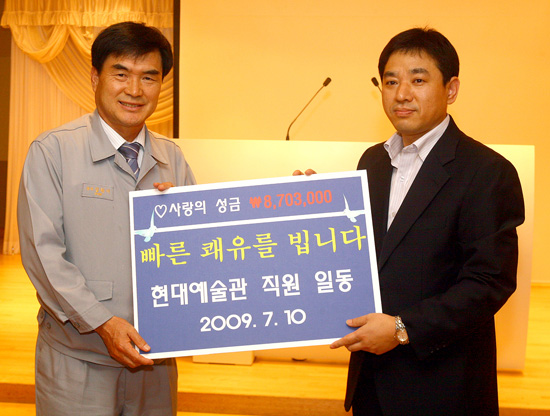 ♡사랑의 성금 ₩8,703,000
빠른 쾌유를 빕니다
현대예술관 직원 일동
2009. 7. 10